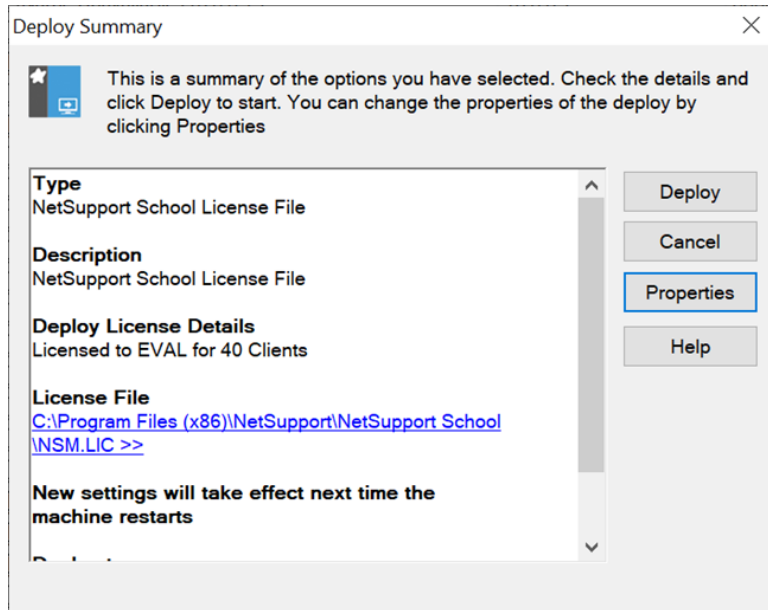 Deploy Summary
This is a summary of the options you have selected. Check the details and
click Deploy to start. You can change the properties of the deploy by
clicking Properties
Type
NetSupport School License File
Description
NetSupport School License File
Deploy License Details
Licensed to EVAL for 40 Clients
License File
C:\Program Files (x86)\NetSupport\NetSupport School
\NSM.LIC >>
New settings will take effect next time the
machine restarts
Deploy
Cancel
Properties
Help